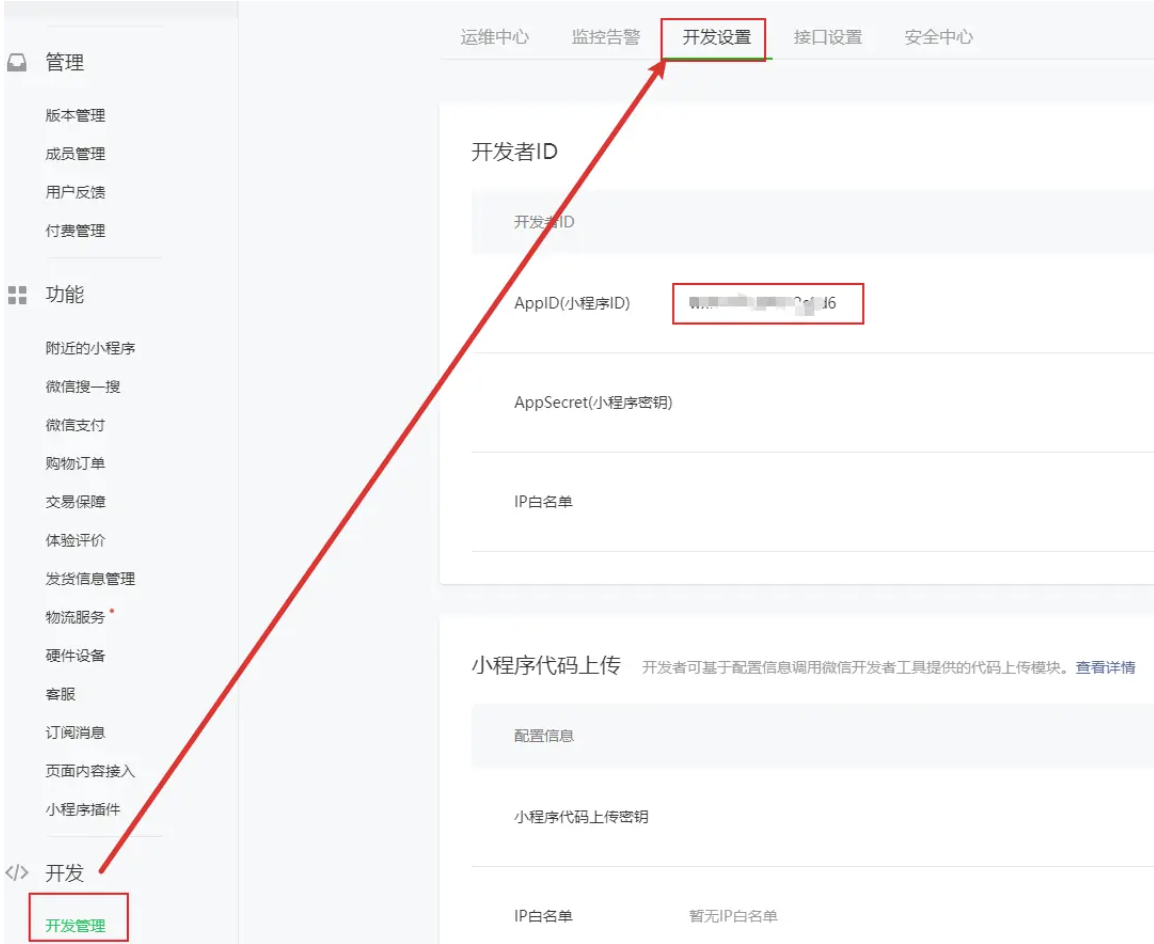 管理
版本管理
成员管理
用户反馈
付费管理
功能
附近的小程序
微信搜一搜
微信支付
购物订单
交易保障
体验评价
发货信息管理
物流服务
硬件设备
客服
订阅消息
页面内容接入
小程序插件
开发
开发管理
运维中心 监控告警 开发设置 接口设置 安全中心
开发者ID
开发者ID
AppID(小程序ID)
AppSecret(小程序密钥)
IP白名单
小程序代码上传 开发者可基于配置信息调用微信开发者工具提供的代码上传模块。查看详情
配置信息
小程序代码上传密钥
IP白名单 暂无IP白名单